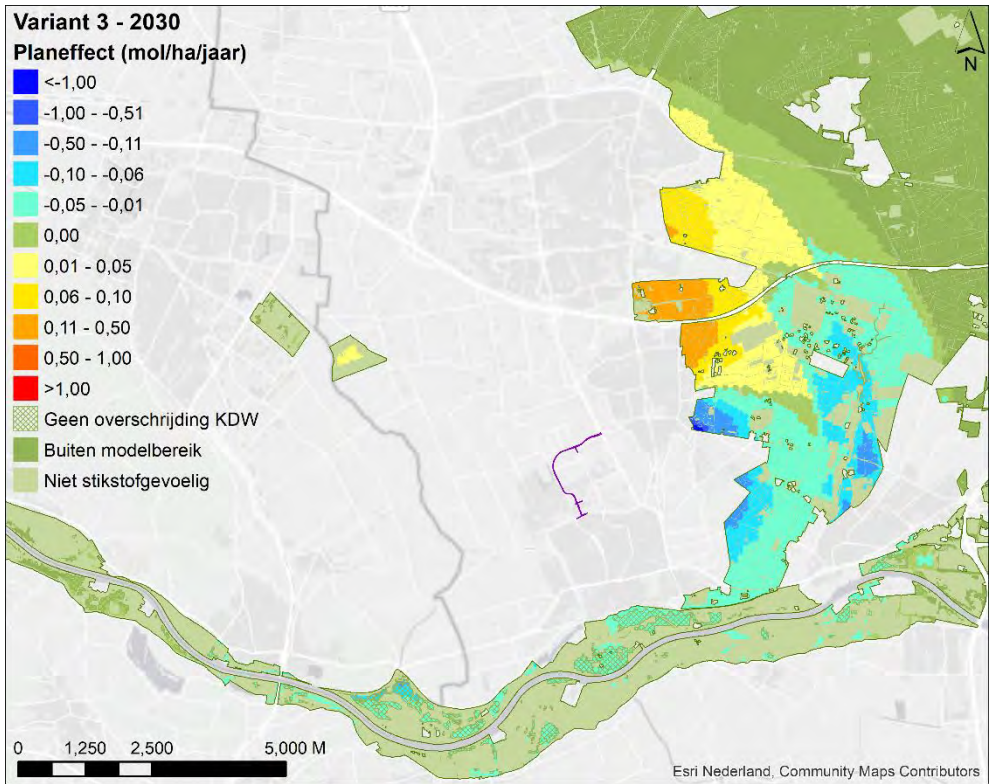 Variant 3 - 2030
Planeffect (mol/ha/jaar)
<-1,00
-1,00 - -0,51
-0,50 - -0,11
-0,10 - -0,06
-0,05 - -0,01
0,00
0,01 - 0,05
0,06 - 0,10
0,11 - 0,50
0,50 - 1,00
>1,00
Geen overschrijding KDW
Buiten modelbereik
Niet stikstofgevoelig
N
0 1,250 2,500 5,000 M
Esri Nederland, Community Maps Contributors